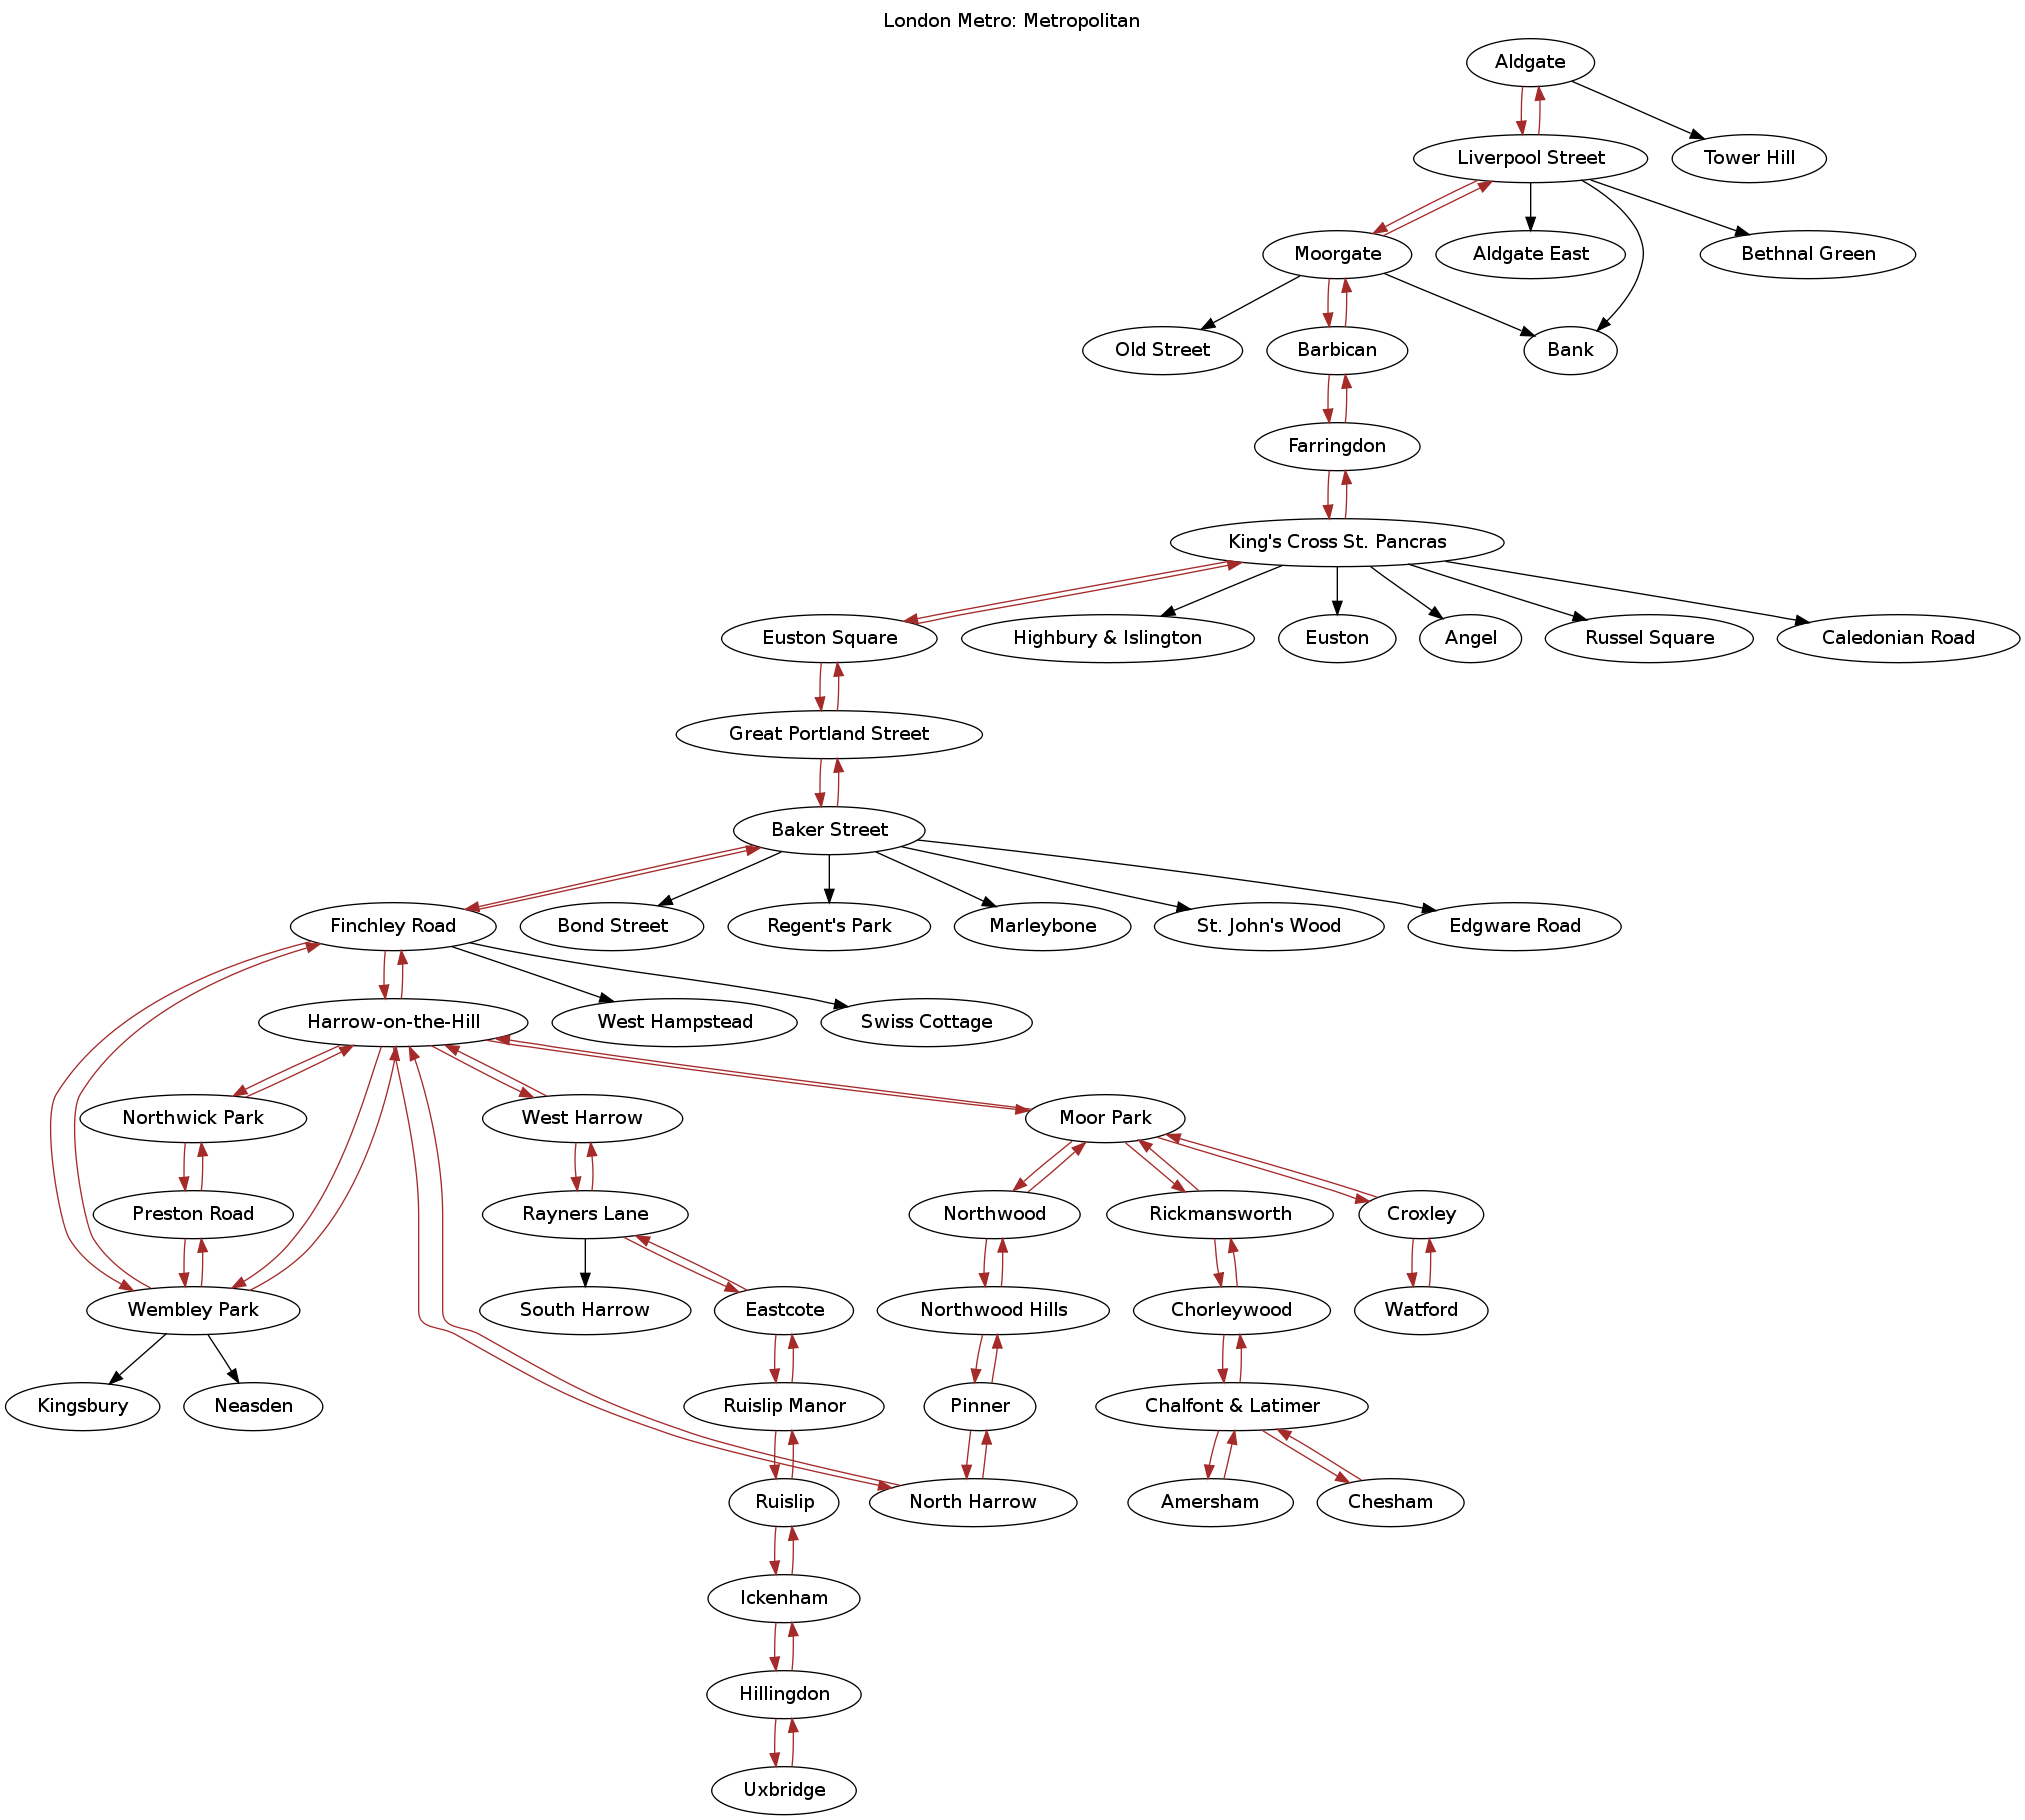 London Metro: Metropolitan
Aldgate
Liverpool Street
Tower Hill
Moorgate
Aldgate East
Bethnal Green
Old Street
Barbican
Bank
Farringdon
King's Cross St. Pancras
Euston Square
Highbury & Islington
Euston
Angel
Russel Square
Caledonian Road
Great Portland Street
Baker Street
Finchley Road
Bond Street
Regent's Park
Marleybone
St. John's Wood
Edgware Road
Harrow-on-the-Hill
West Hampstead
Swiss Cottage
Northwick Park
West Harrow
Moor Park
Preston Road
Rayners Lane
Northwood
Rickmansworth
Croxley
Wembley Park
South Harrow
Eastcote
Northwood Hills
Chorleywood
Watford
Kingsbury
Neasden
Ruislip Manor
Pinner
Chalfont & Latimer
Ruislip
North Harrow
Amersham
Chesham
Ickenham
Hillingdon
Uxbridge